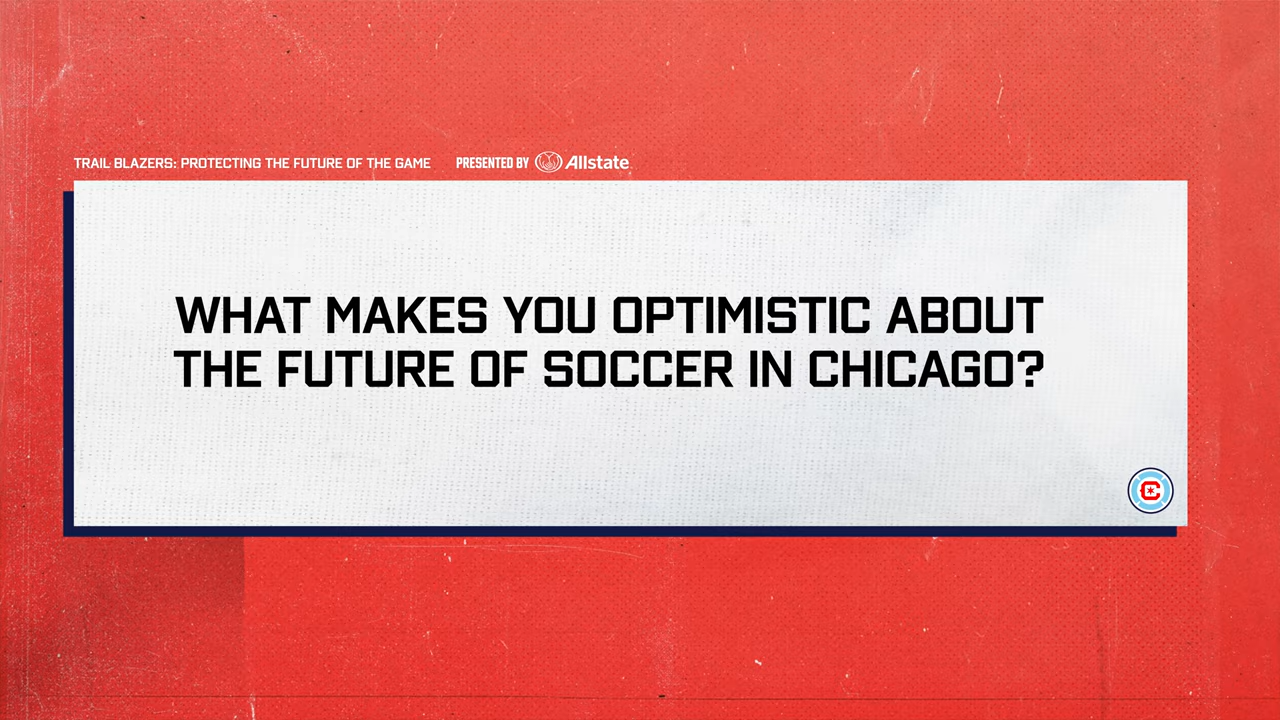 TRAIL BLAZERS: PROTECTING THE FUTURE OF THE GAME PRESENTED BY Allstate
WHAT MAKES YOU OPTIMISTIC ABOUT
THE FUTURE OF SOCCER IN CHICAGO?
C